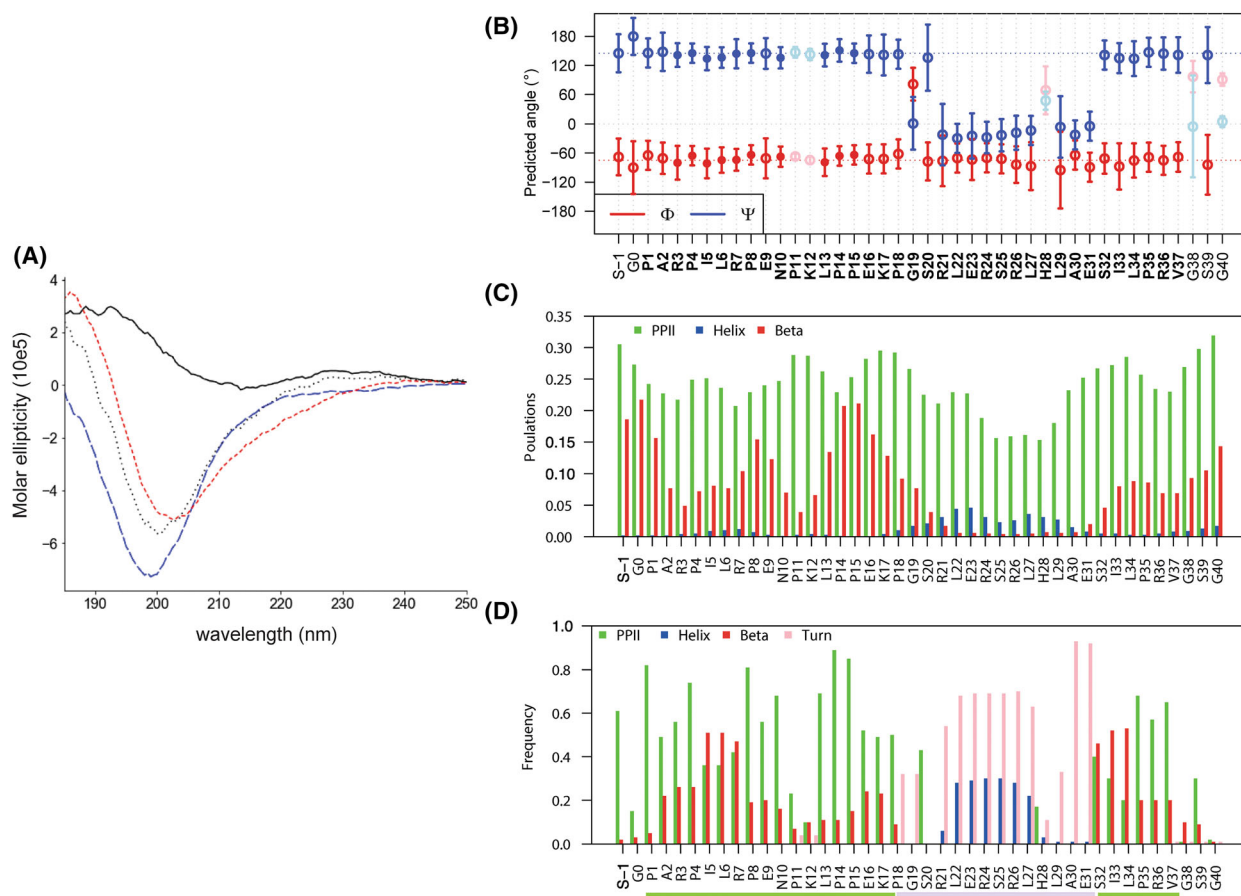 (A)
Molar ellipticity (10e5)
4
2
0
−2
−4
−6
190 200 210 220 230 240 250
wavelength (nm)
(B)
Predicted angle (°)
180
120
60
0
−60
−120
−180
Φ Ψ
S-1 G0 P1 A2 R3 P4 I5 L6 R7 P8 E9 N10 P11 K12 L13 P14 P15 E16 K17 P18 G19 S20 R21 L22 E23 R24 S25 R26 L27 H28 L29 A30 E31 S32 I33 L34 P35 R36 V37 G38 S39 G40
(C)
PPII Helix Beta
Poulations
0.35
0.30
0.25
0.20
0.15
0.10
0.05
0.00
S−1 G0 P1 A2 R3 P4 I5 L6 R7 P8 E9 N10 P11 K12 L13 P14 P15 E16 K17 P18 G19 S20 R21 L22 E23 R24 S25 R26 L27 H28 L29 A30 E31 S32 I33 L34 P35 R36 V37 G38 S39 G40
(D)
PPII Helix Beta Turn
Frequency
1.0
0.8
0.6
0.4
0.2
0.0
S−1 G0 P1 A2 R3 P4 I5 L6 R7 P8 E9 N10 P11 K12 L13 P14 P15 E16 K17 P18 G19 S20 R21 L22 E23 R24 S25 R26 L27 H28 L29 A30 E31 S32 I33 L34 P35 R36 V37 G38 S39 G40